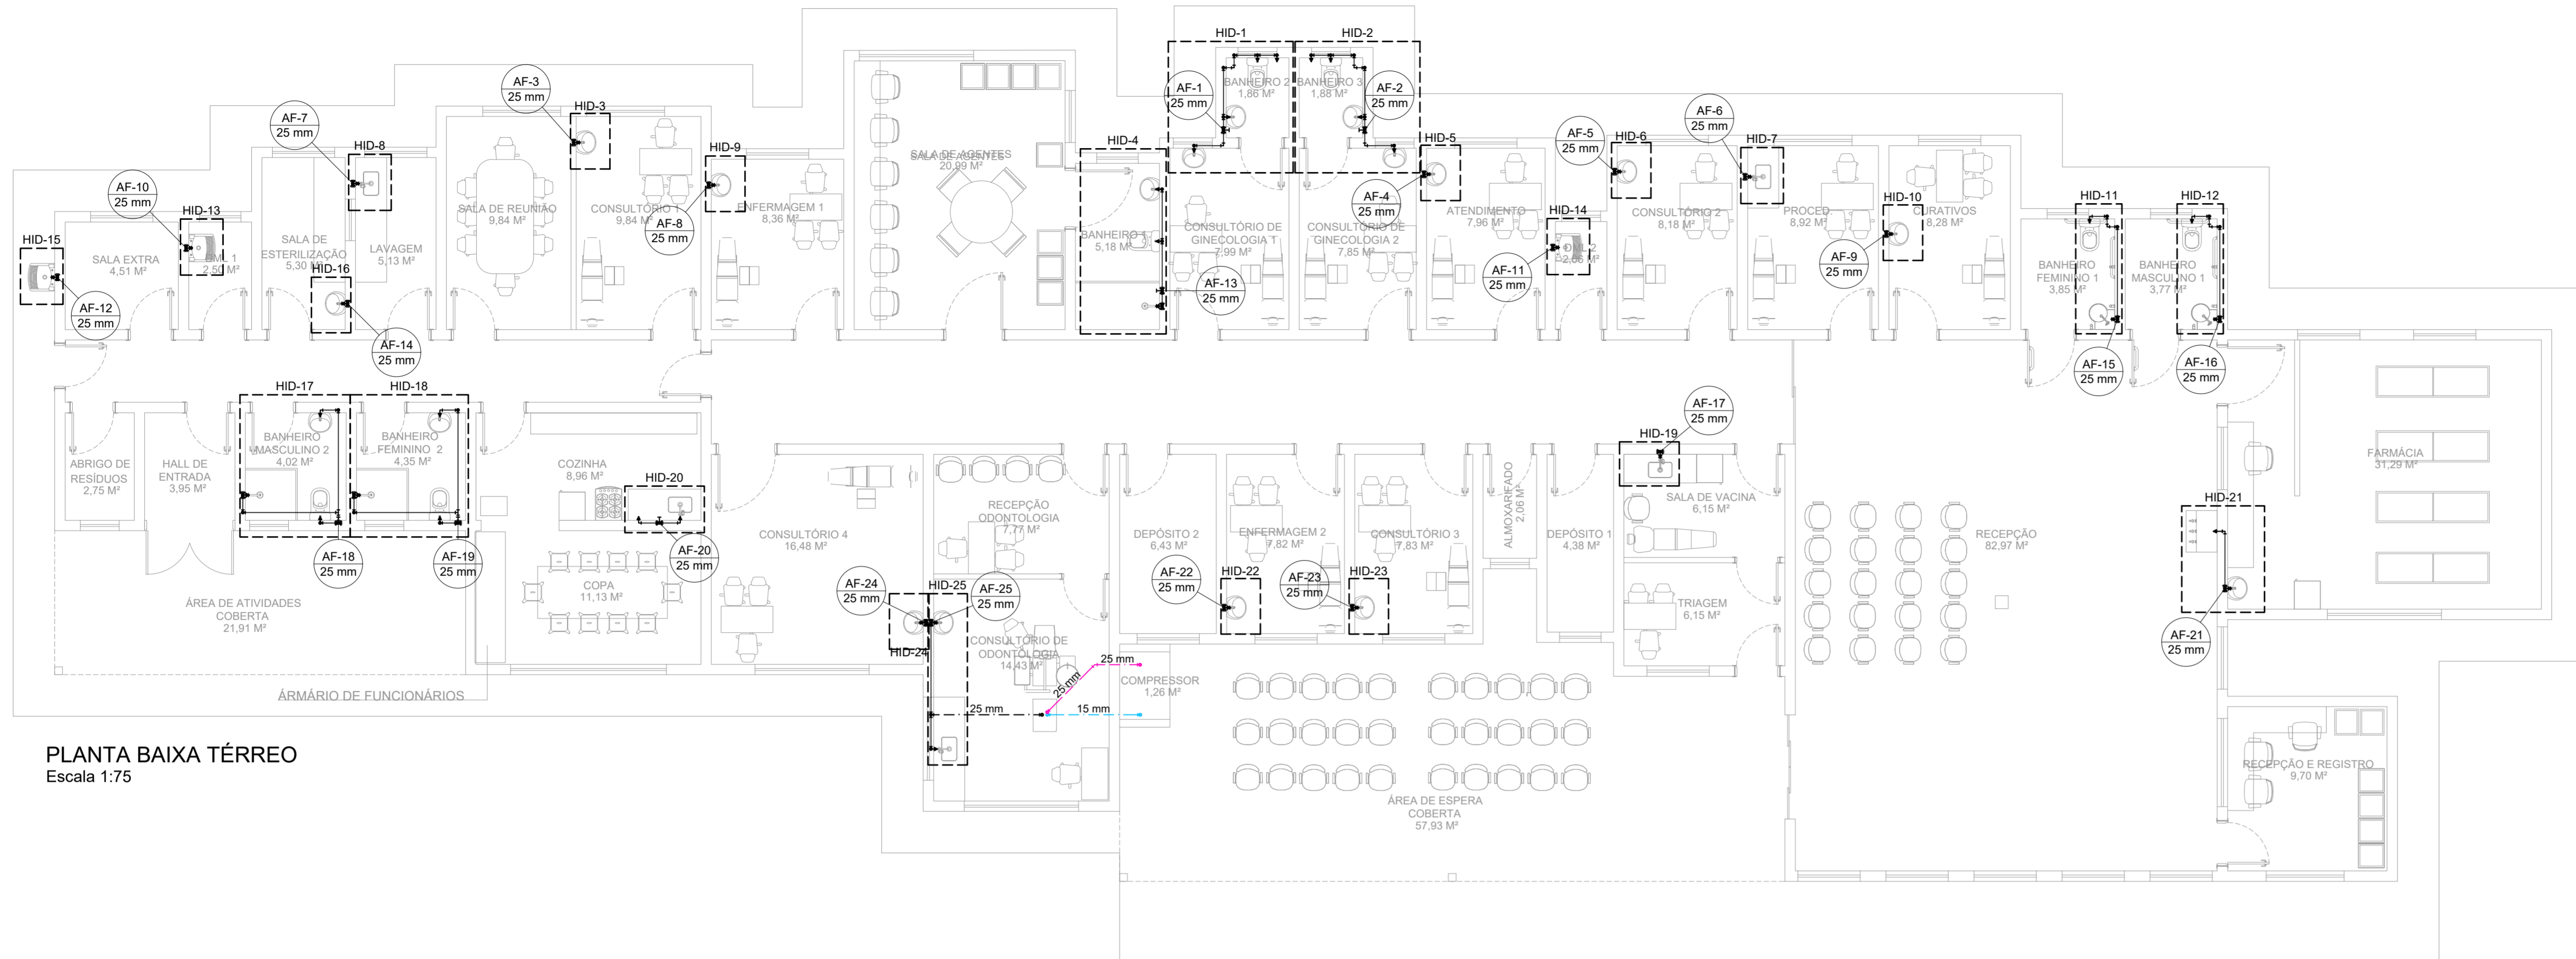 HID-1
HID-2
AF-1
25 mm
BANHEIRO 2
1,86 M²
BANHEIRO 3
1,88 M²
AF-2
25 mm
AF-3
25 mm
HID-3
AF-7
25 mm
HID-8
HID-9
SALA DE AGENTES
SALA DE AGENTES
20,99 M²
HID-4
HID-5
AF-5
25 mm
HID-6
AF-6
25 mm
HID-7
AF-10
25 mm
HID-13
HID-15
SALA EXTRA
4,51 M²
DML 1
2,50 M²
SALA DE
ESTERILIZAÇÃO
5,30 M²
LAVAGEM
5,13 M²
HID-16
SALA DE REUNIÃO
9,84 M²
CONSULTÓRIO 1
9,84 M²
AF-8
25 mm
ENFERMAGEM 1
8,36 M²
BANHEIRO 1
5,18 M²
CONSULTÓRIO DE
GINECOLOGIA 1
7,99 M²
CONSULTÓRIO DE
GINECOLOGIA 2
7,85 M²
AF-4
25 mm
ATENDIMENTO
7,96 M²
HID-14
DML 2
2,66 M²
CONSULTÓRIO 2
8,18 M²
PROCED.
8,92 M²
HID-10
CURATIVOS
8,28 M²
HID-11
HID-12
BANHEIRO
FEMININO 1
3,85 M²
BANHEIRO
MASCULINO 1
3,77 M²
AF-12
25 mm
AF-14
25 mm
AF-13
25 mm
AF-11
25 mm
AF-9
25 mm
AF-15
25 mm
AF-16
25 mm
HID-17
HID-18
ABRIGO DE
RESÍDUOS
2,75 M²
HALL DE
ENTRADA
3,95 M²
BANHEIRO
MASCULINO 2
4,02 M²
BANHEIRO
FEMININO 2
4,35 M²
COZINHA
8,96 M²
HID-20
AF-18
25 mm
AF-19
25 mm
AF-20
25 mm
COPA
11,13 M²
CONSULTÓRIO 4
16,48 M²
RECEPÇÃO
ODONTOLOGIA
7,77 M²
DEPÓSITO 2
6,43 M²
ENFERMAGEM 2
7,82 M²
CONSULTÓRIO 3
7,83 M²
ALMOXARIFADO
2,06 M²
DEPÓSITO 1
4,38 M²
AF-17
25 mm
HID-19
SALA DE VACINA
6,15 M²
TRIAGEM
6,15 M²
RECEPÇÃO
82,97 M²
FARMÁCIA
31,29 M²
HID-21
AF-21
25 mm
ÁREA DE ATIVIDADES
COBERTA
21,91 M²
AF-24
25 mm
HID-25
AF-25
25 mm
HID-24
CONSULTÓRIO DE
ODONTOLOGIA
14,43 M²
AF-22
25 mm
HID-22
AF-23
25 mm
HID-23
25 mm
25 mm
25 mm
15 mm
COMPRESSOR
1,26 M²
ÁRMÁRIO DE FUNCIONÁRIOS
ÁREA DE ESPERA
COBERTA
57,93 M²
RECEPÇÃO E REGISTRO
9,70 M²
PLANTA BAIXA TÉRREO
Escala 1:75